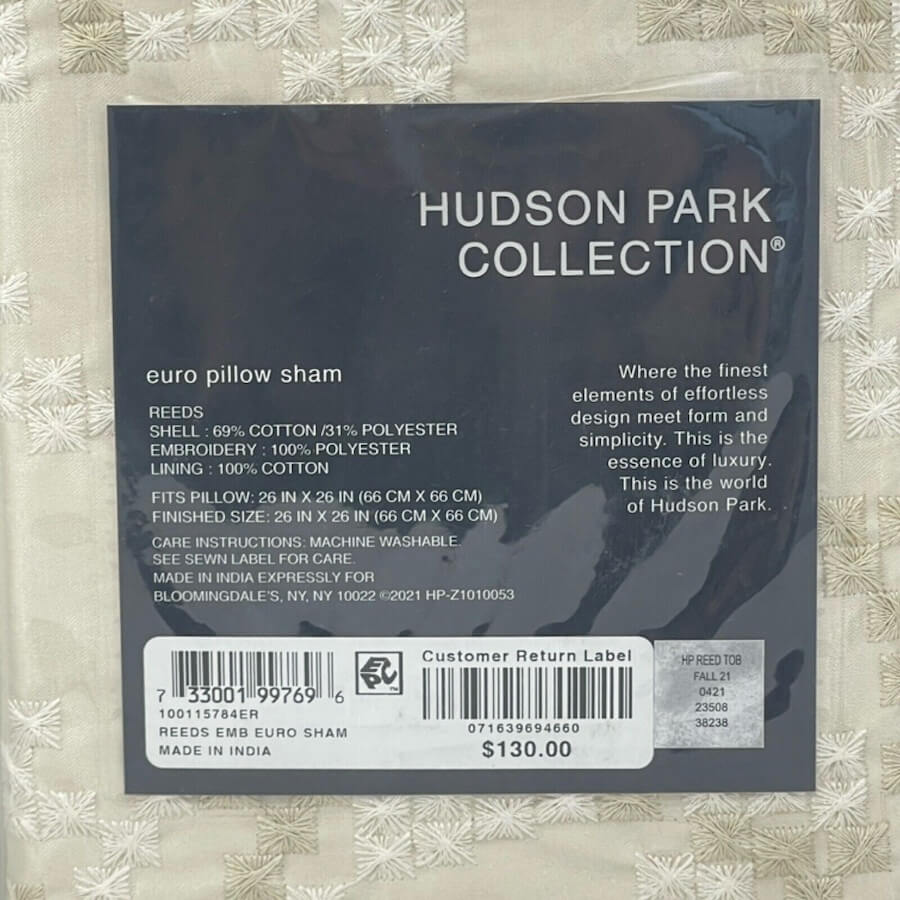 HUDSON PARK
COLLECTION®
euro pillow sham
REEDS
SHELL : 69% COTTON /31% POLYESTER
EMBROIDERY : 100% POLYESTER
LINING : 100% COTTON
FITS PILLOW: 26 IN X 26 IN (66 CM X 66 CM)
FINISHED SIZE: 26 IN X 26 IN (66 CM X 66 CM)
CARE INSTRUCTIONS: MACHINE WASHABLE.
SEE SEWN LABEL FOR CARE.
MADE IN INDIA EXPRESSLY FOR
BLOOMINGDALE'S, NY, NY 10022 ©2021 HP-Z1010053
Where the finest
elements of effortless
design meet form and
simplicity. This is the
essence of luxury.
This is the world
of Hudson Park.
7 33001 99769 6
100115784ER
REEDS EMB EURO SHAM
MADE IN INDIA
EPC™
Customer Return Label
071639694660
$130.00
HP REED TOB
FALL 21
0421
23508
38238